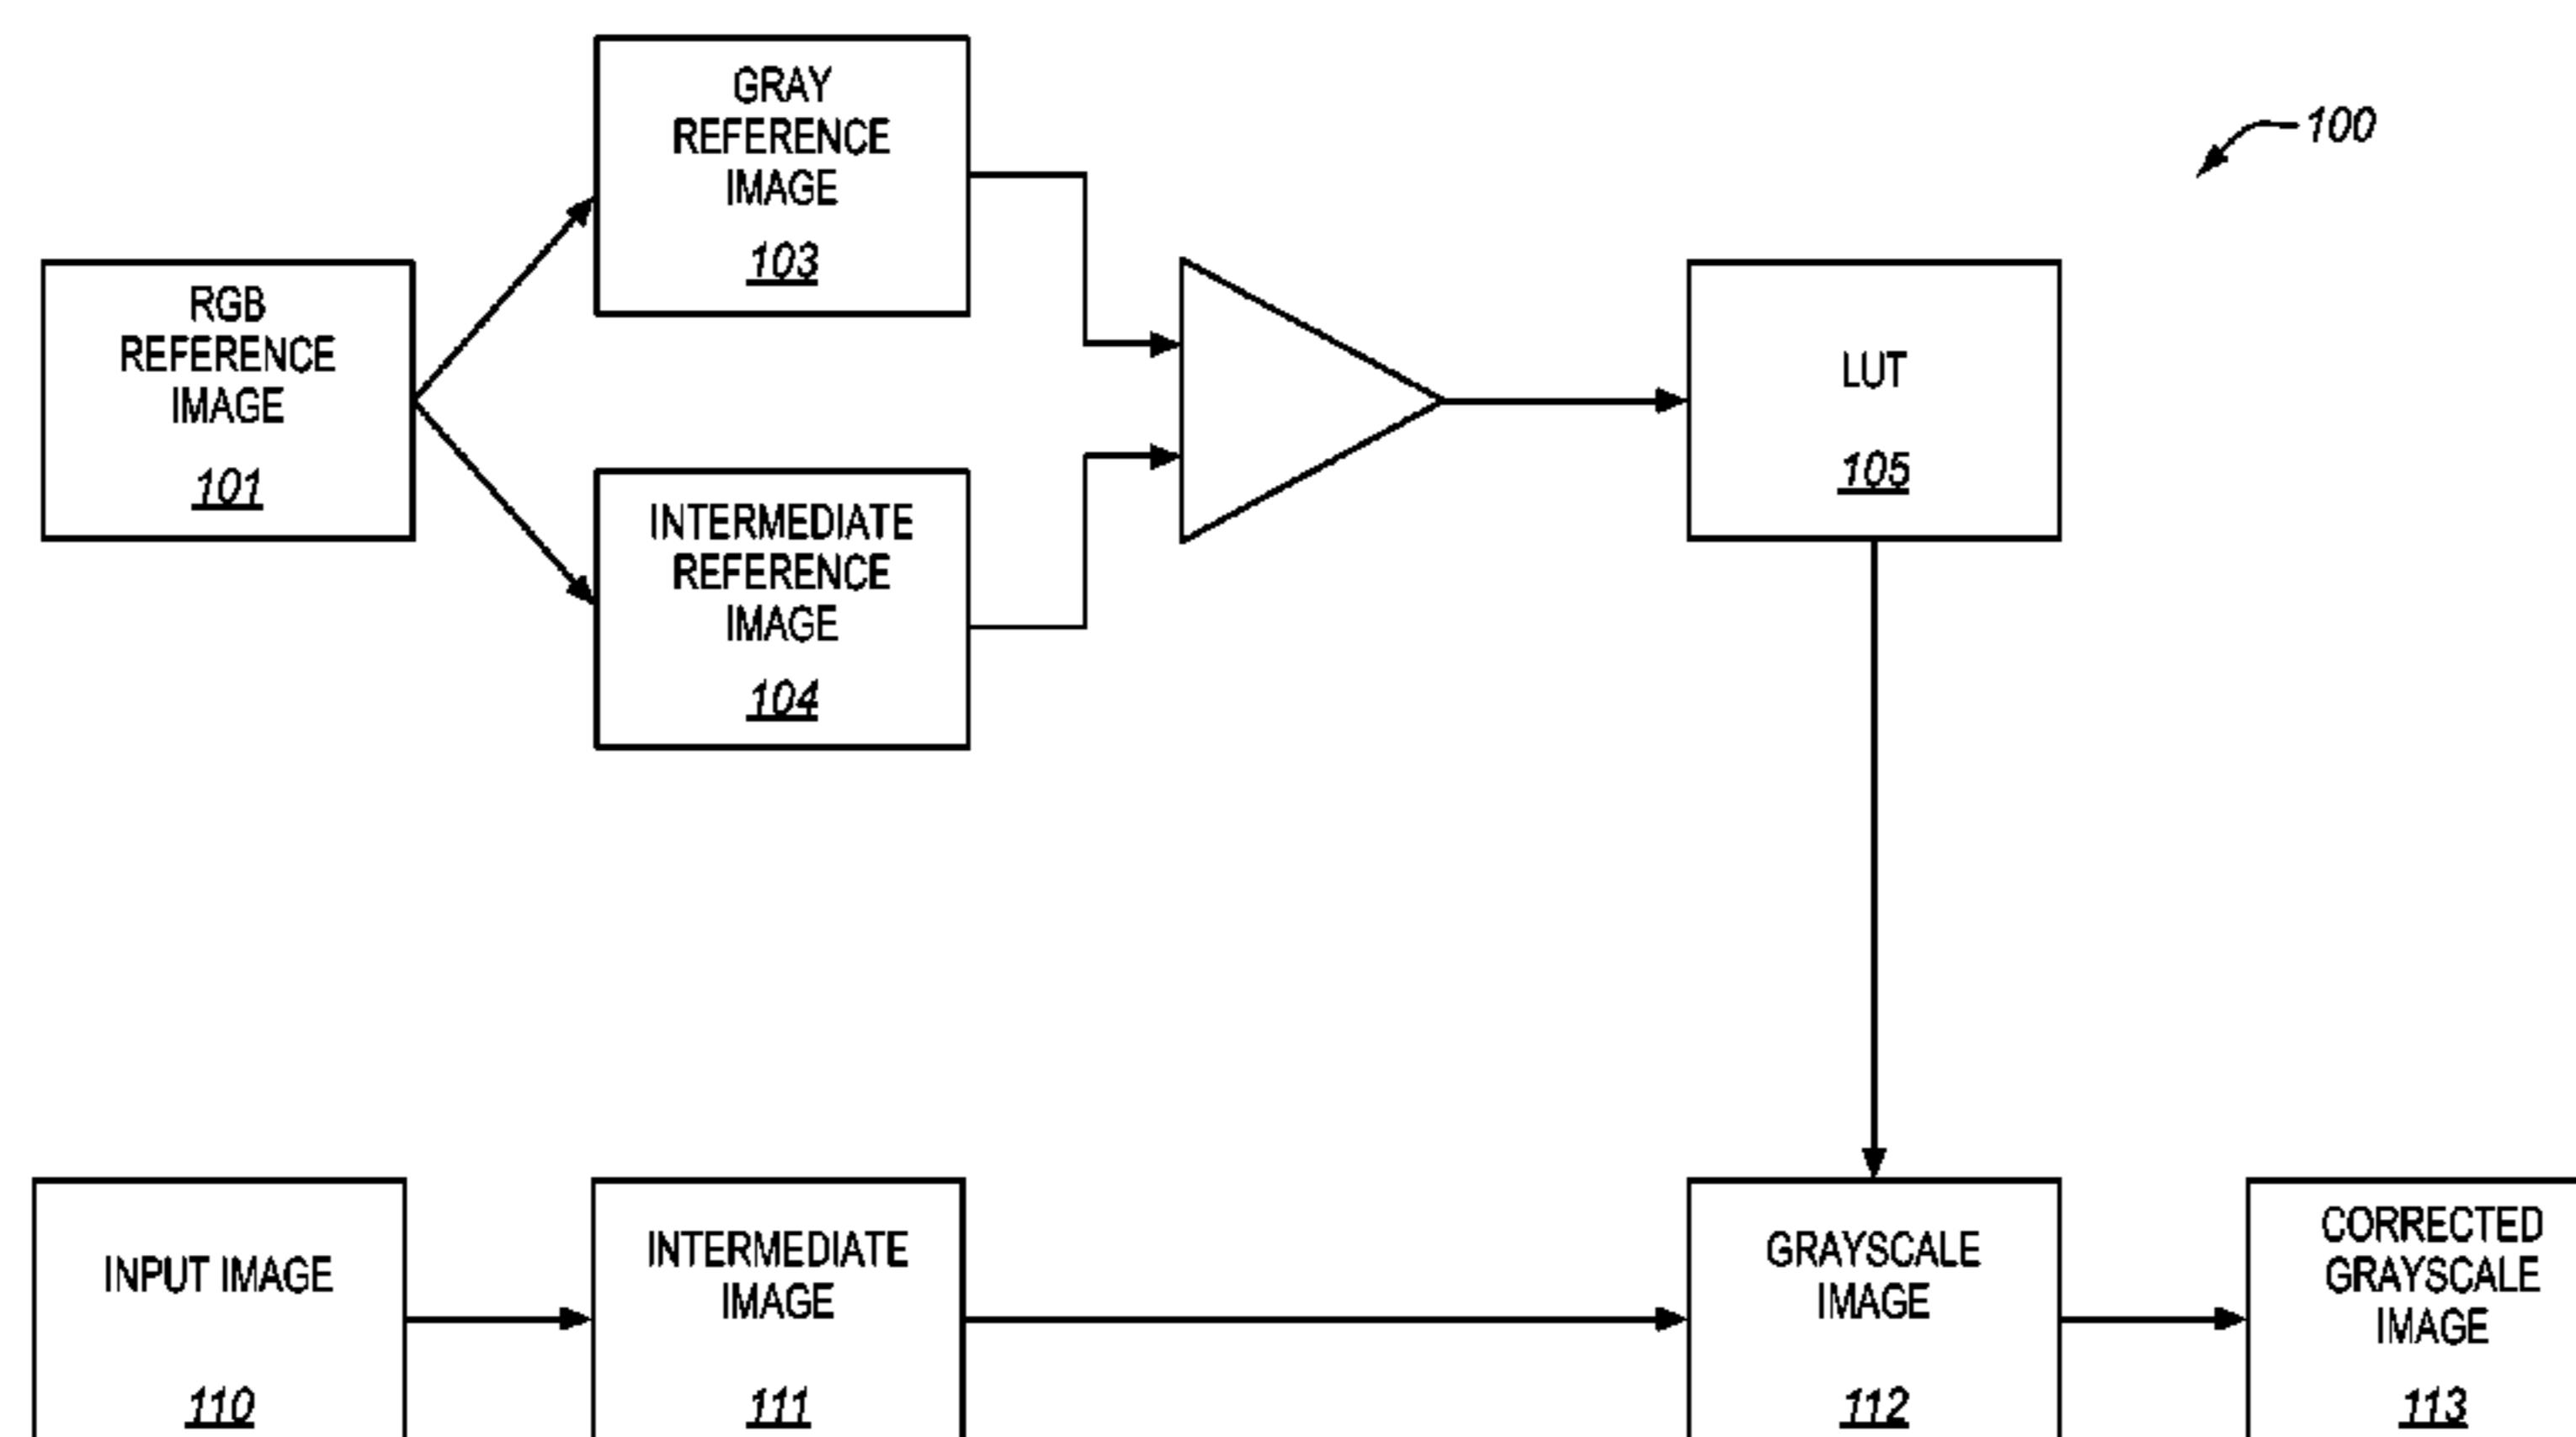 GRAY
REFERENCE
IMAGE
103
100
RGB
REFERENCE
IMAGE
101
LUT
105
INTERMEDIATE
REFERENCE
IMAGE
104
INPUT IMAGE
110
INTERMEDIATE
IMAGE
111
GRAYSCALE
IMAGE
112
CORRECTED
GRAYSCALE
IMAGE
113